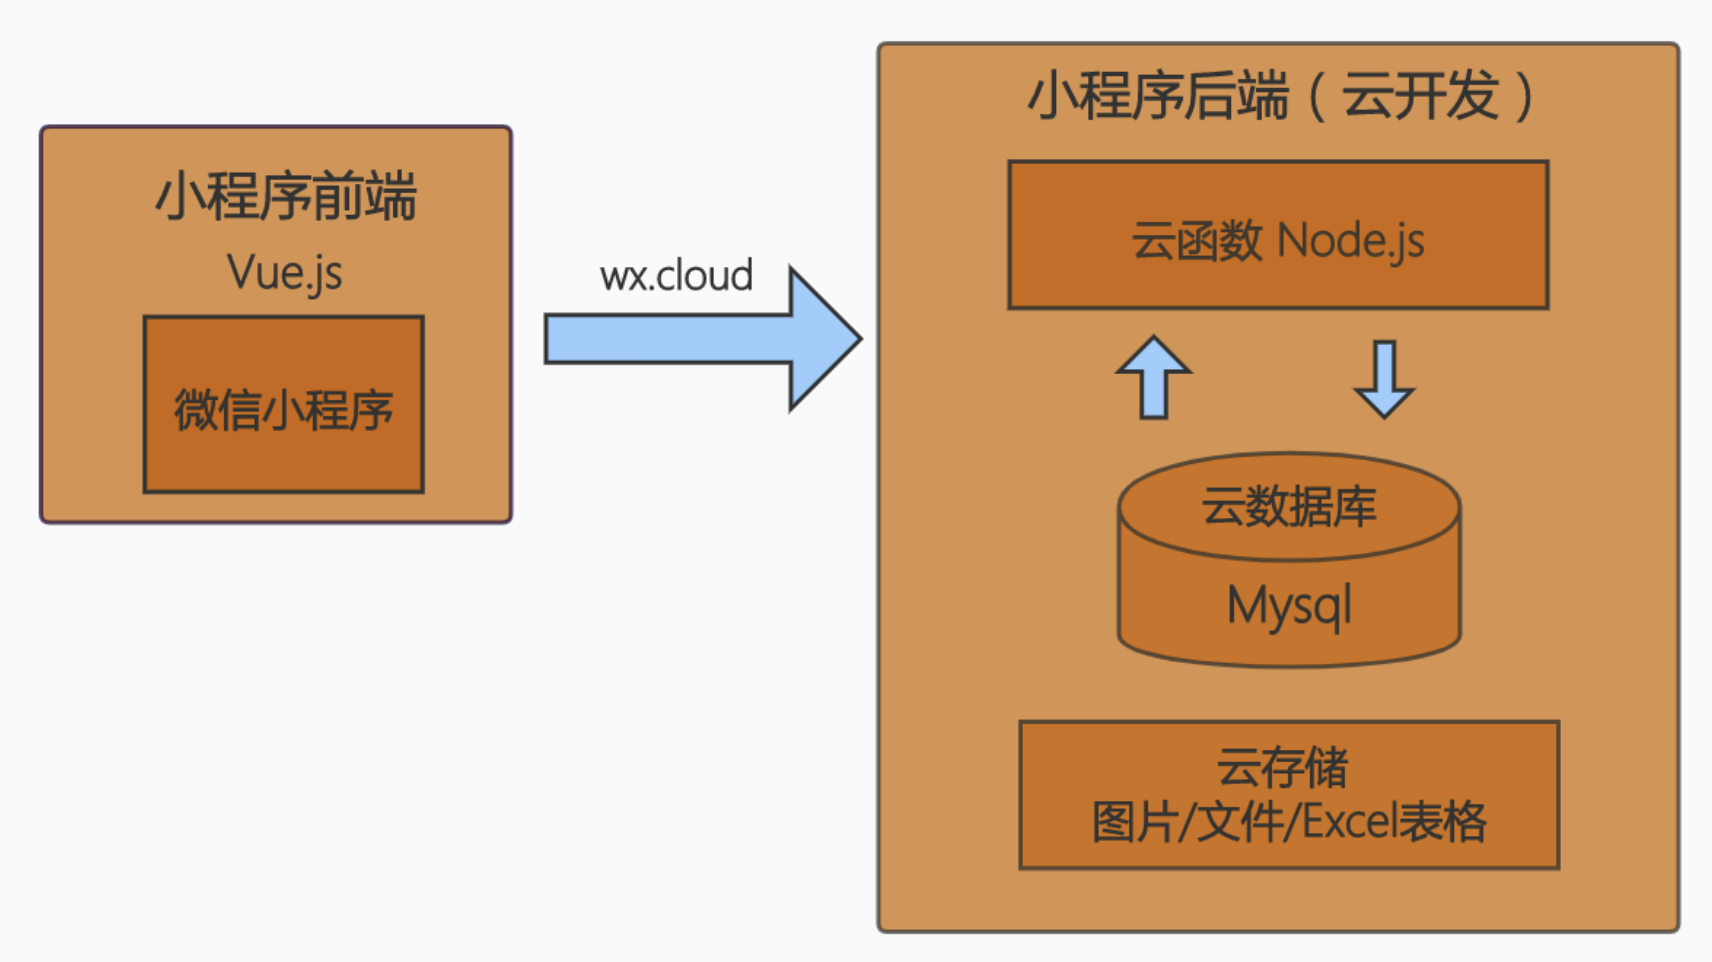 小程序前端
Vue.js
微信小程序
wx.cloud
小程序后端（云开发）
云函数 Node.js
云数据库
Mysql
云存储
图片/文件/Excel表格